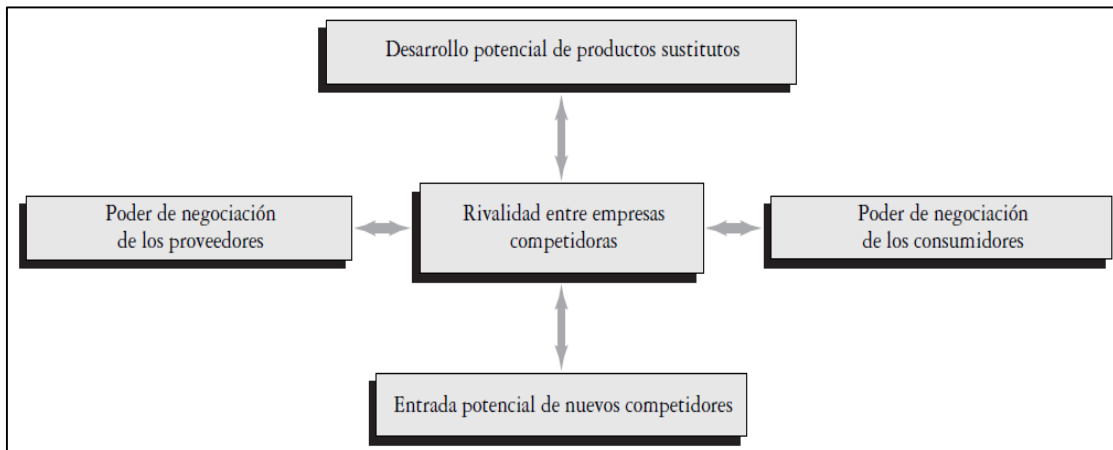 Desarrollo potencial de productos sustitutos
Poder de negociación
de los proveedores
Rivalidad entre empresas
competidoras
Poder de negociación
de los consumidores
Entrada potencial de nuevos competidores